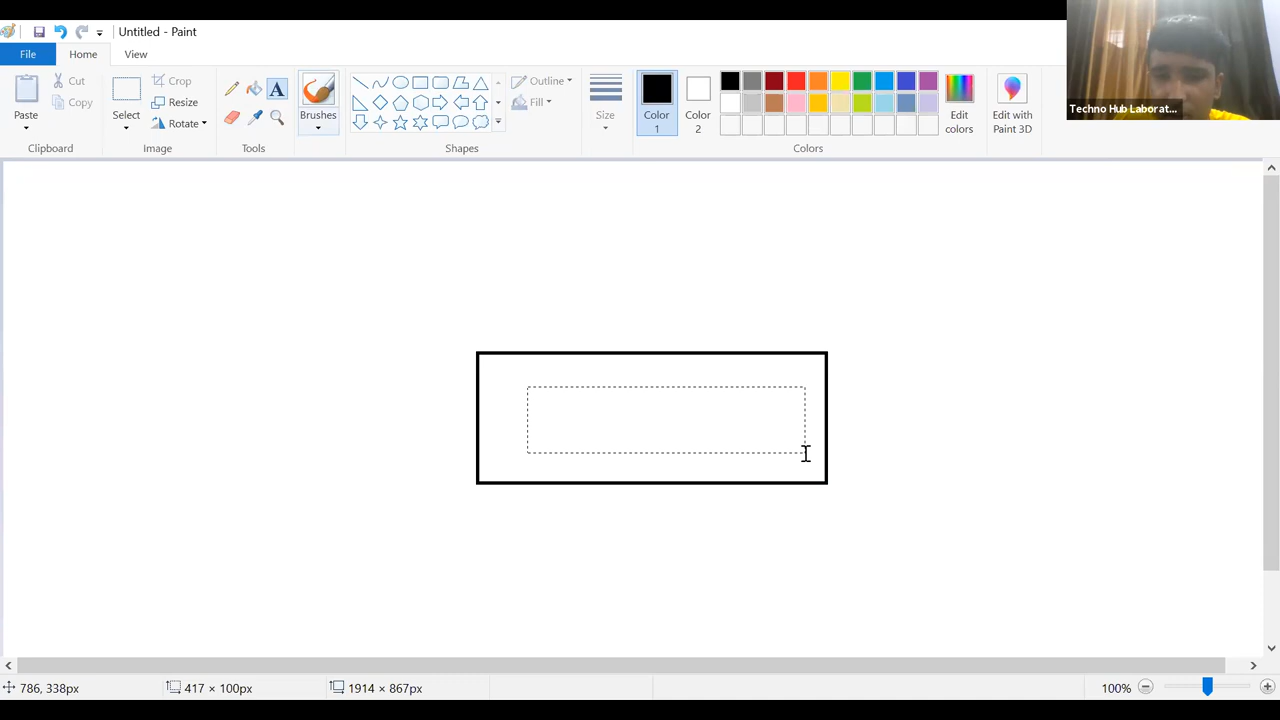 Untitled - Paint
File Home View
Cut
Copy
Paste
Crop
Resize
Rotate
Select
A
Brushes
Outline
Fill
Size
Color 1
Color 2
Edit colors
Edit with Paint 3D
Clipboard
Image
Tools
Shapes
Colors
Techno Hub Laborat...
786, 338px
417 × 100px
1914 × 867px
100%